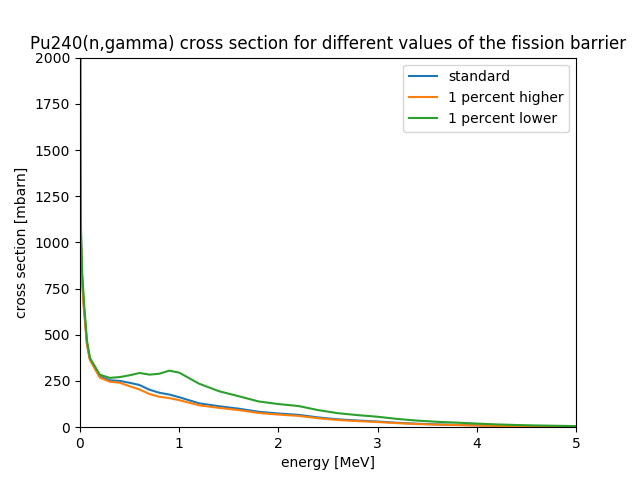 Pu240(n,gamma) cross section for different values of the fission barrier
standard
1 percent higher
1 percent lower
cross section [mbarn]
2000
1750
1500
1250
1000
750
500
250
0
0 1 2 3 4 5
energy [MeV]